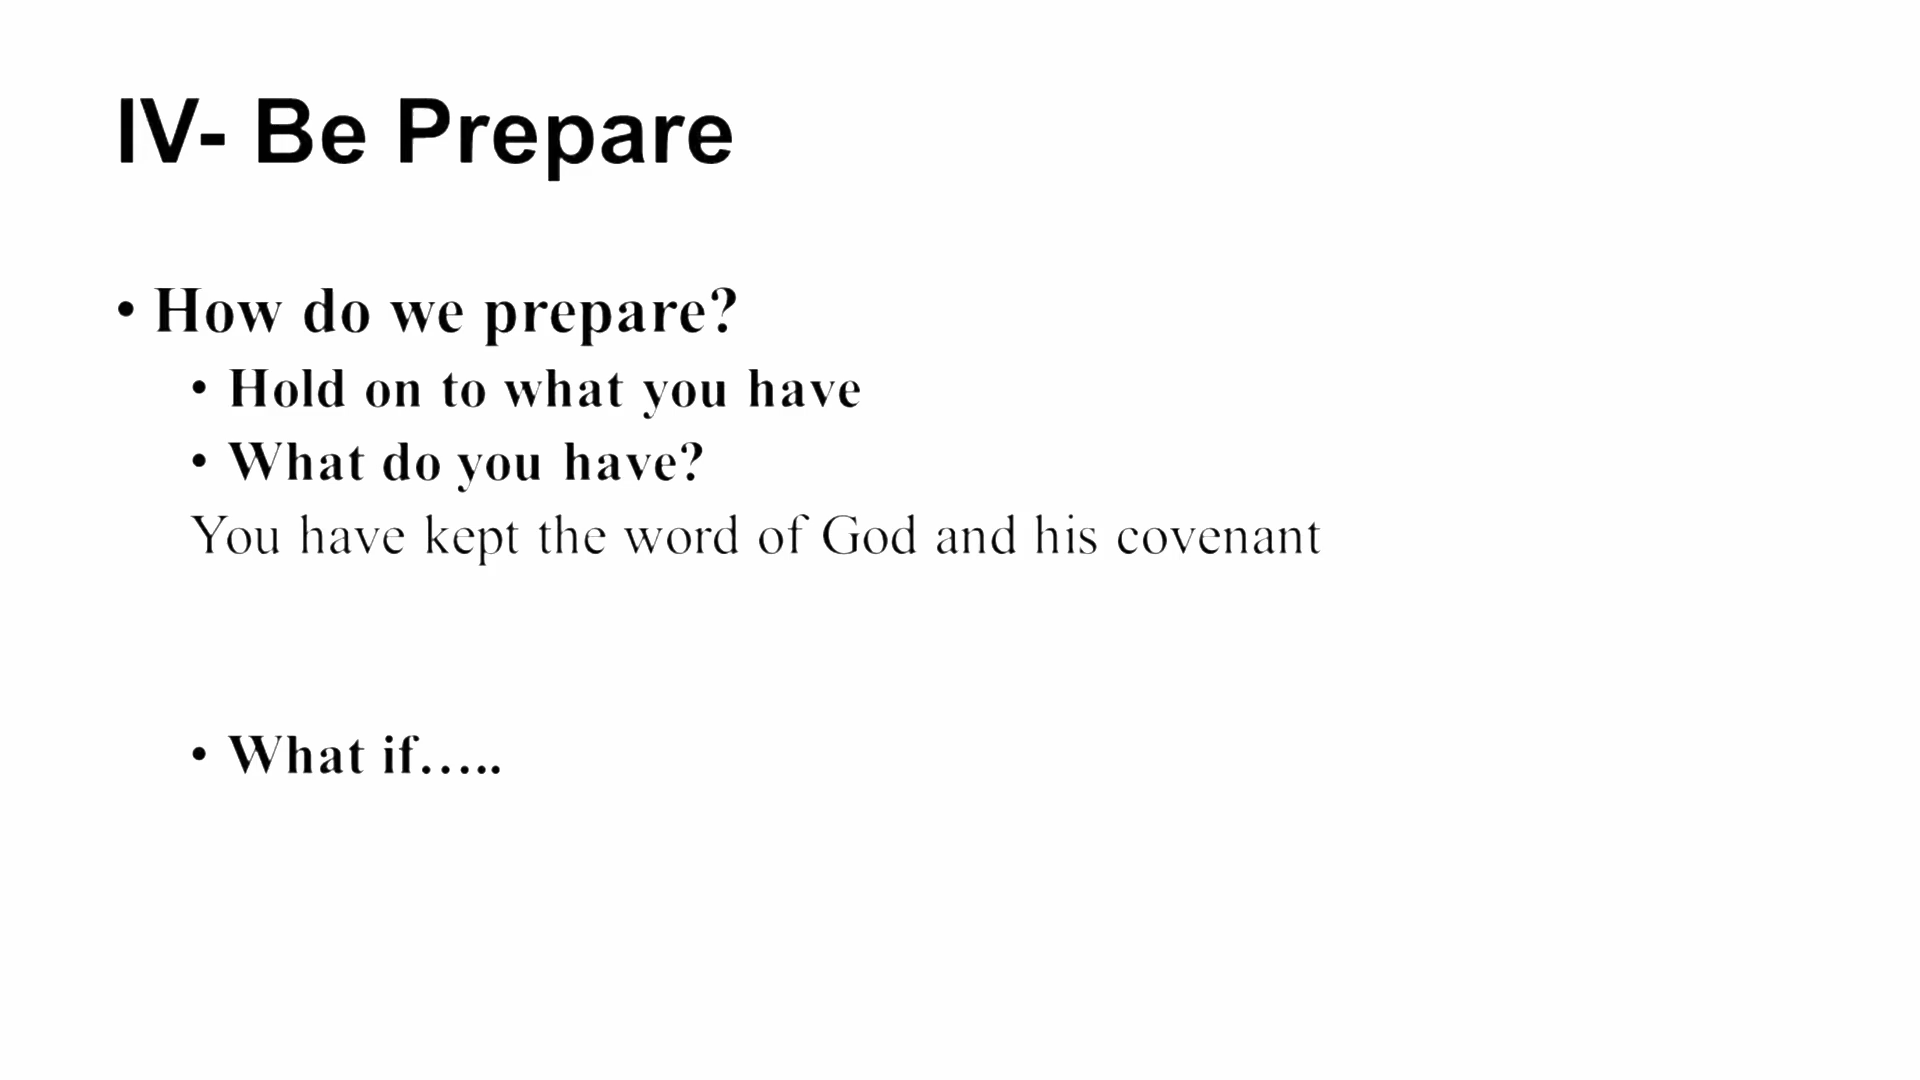 IV- Be Prepare
• How do we prepare?
• Hold on to what you have
• What do you have?
You have kept the word of God and his covenant
• What if…..